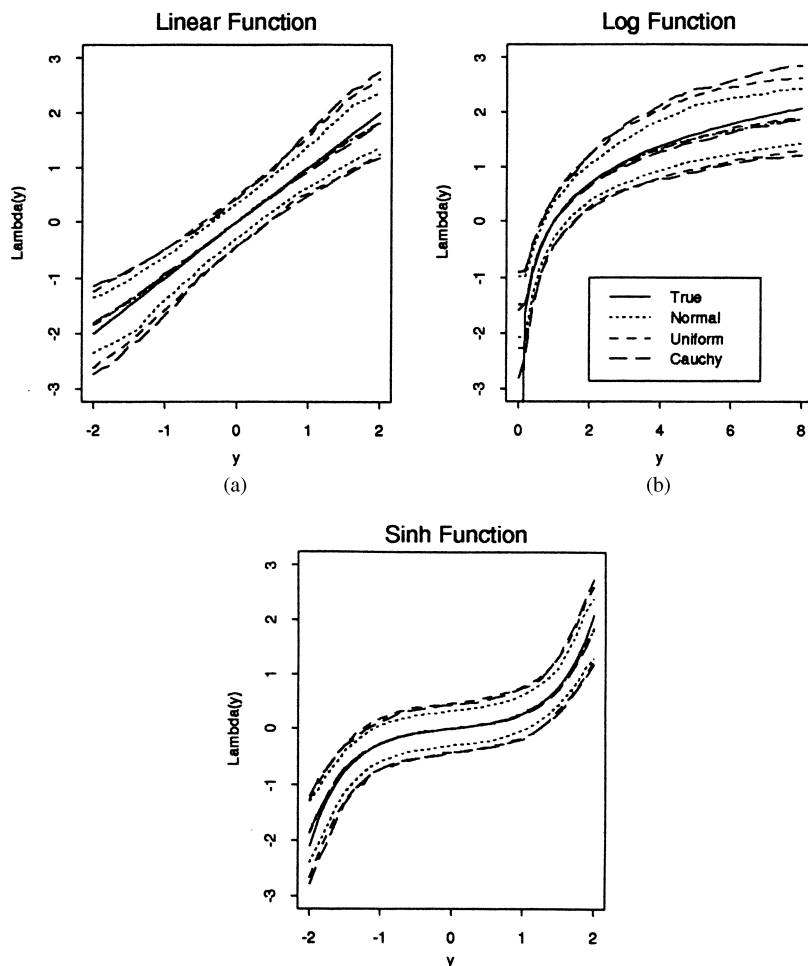 Linear Function
Lambda(y)
3
2
1
0
-1
-2
-3
-2 -1 0 1 2
y
(a)
Log Function
Lambda(y)
3
2
1
0
-1
-2
-3
True
Normal
Uniform
Cauchy
0 2 4 6 8
y
(b)
Sinh Function
Lambda(y)
3
2
1
0
-1
-2
-3
-2 -1 0 1 2
y